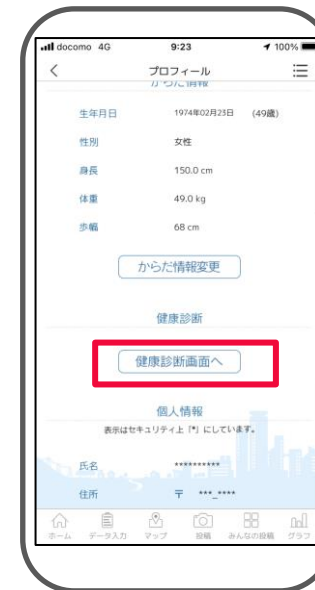 docomo 4G 9:23 100%
プロフィール
からだ情報
生年月日 1974年02月23日 (49歳)
性別 女性
身長 150.0 cm
体重 49.0 kg
歩幅 68 cm
からだ情報変更
健康診断
健康診断画面へ
個人情報
表示はセキュリティ上「*」にしています。
氏名 **********
住所 〒 ***_****
ホーム データ入力 マップ 投稿 みんなの投稿 グラフ